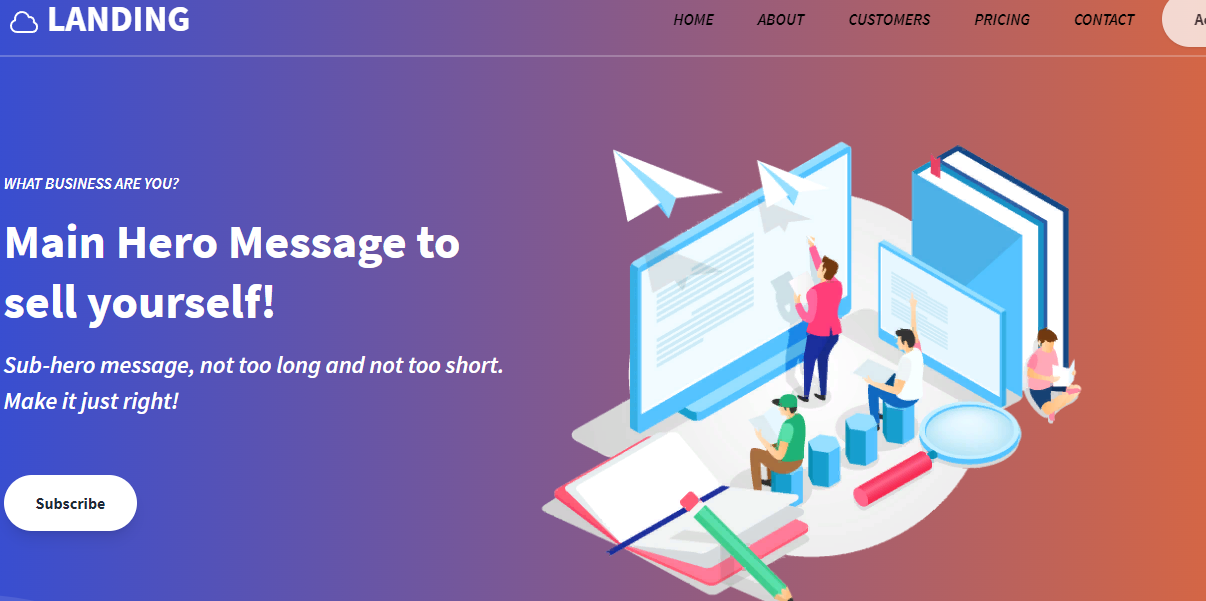 LANDING
HOME ABOUT CUSTOMERS PRICING CONTACT
WHAT BUSINESS ARE YOU?
Main Hero Message to
sell yourself!
Sub-hero message, not too long and not too short.
Make it just right!
Subscribe